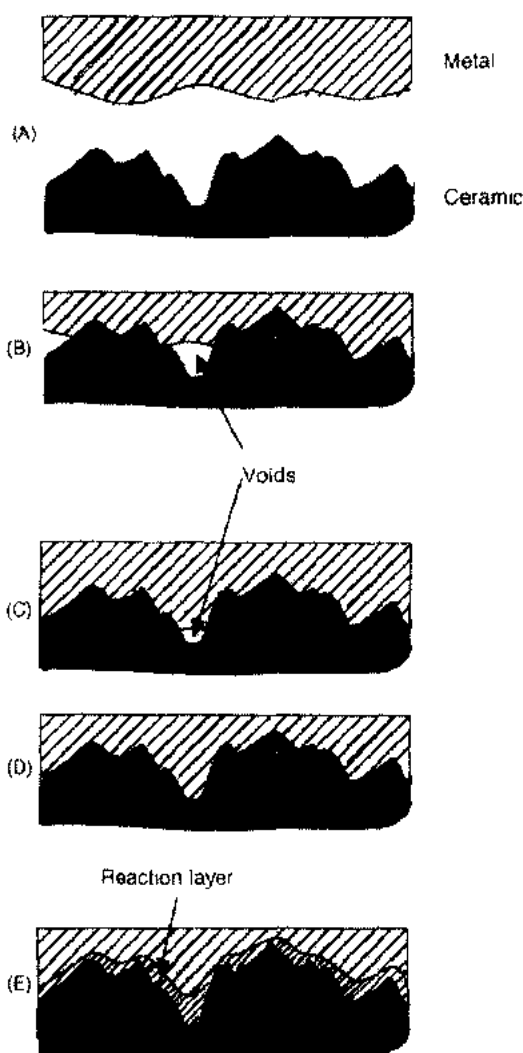 Metal
(A)
Ceramic
(B)
Voids
(C)
(D)
Reaction layer
(E)